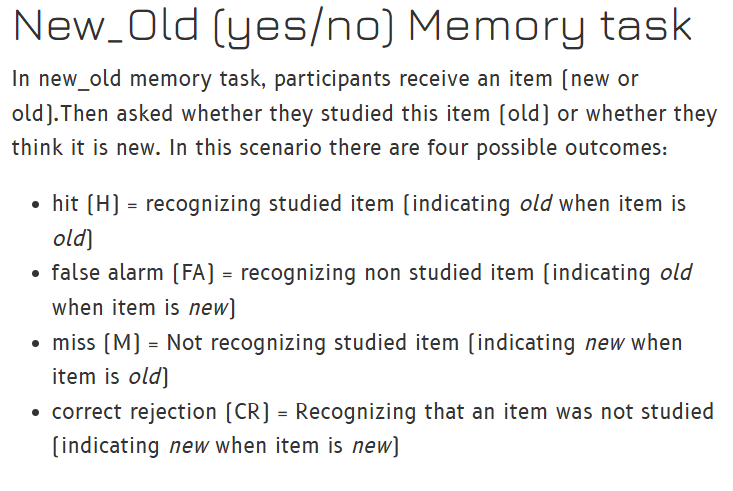 New_Old (yes/no) Memory task
In new_old memory task, participants receive an item (new or
old).Then asked whether they studied this item (old) or whether they
think it is new. In this scenario there are four possible outcomes:
• hit (H) = recognizing studied item (indicating old when item is
old)
• false alarm (FA) = recognizing non studied item (indicating old
when item is new)
• miss (M) = Not recognizing studied item (indicating new when
item is old)
• correct rejection (CR) = Recognizing that an item was not studied
(indicating new when item is new)